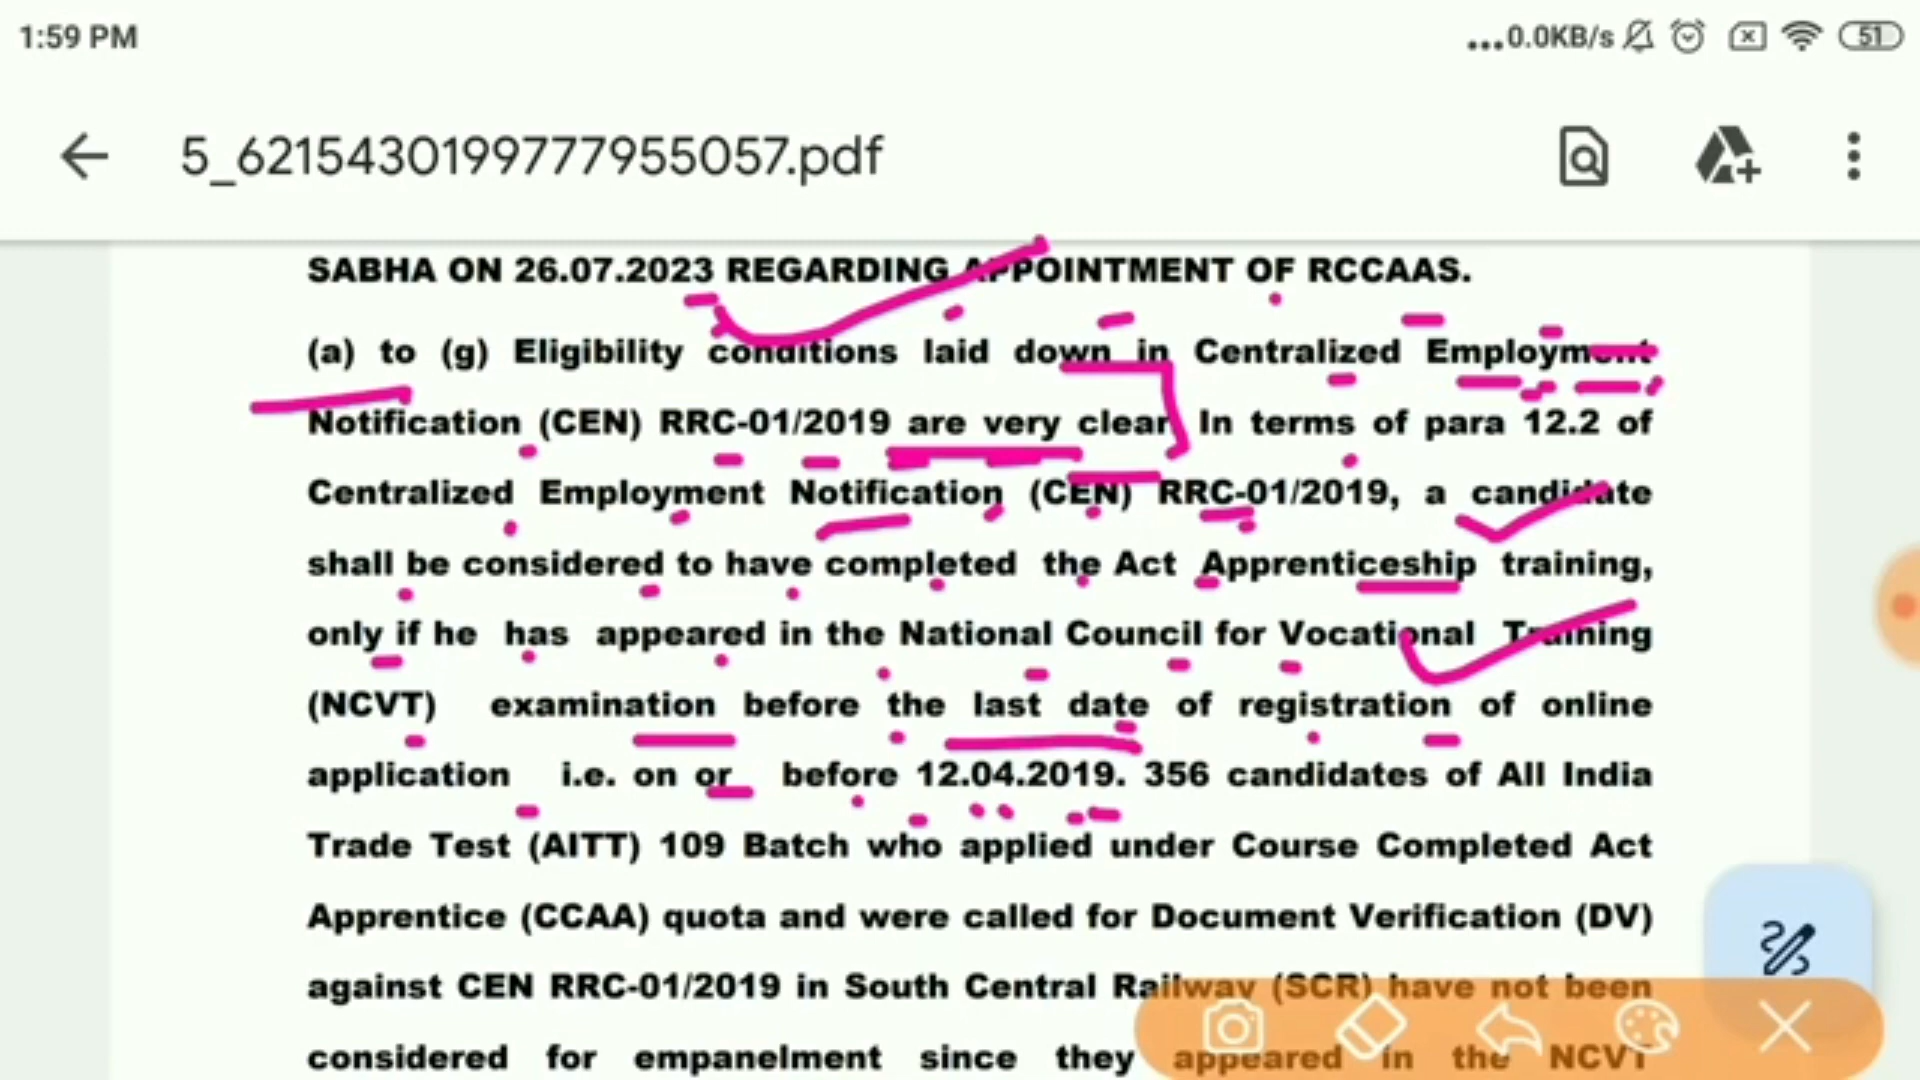 1:59 PM
...0.0KB/s 51
5_6215430199777955057.pdf
SABHA ON 26.07.2023 REGARDING APPOINTMENT OF RCCAAS.
(a) to (g) Eligibility conditions laid down in Centralized Employment
Notification (CEN) RRC-01/2019 are very clear. In terms of para 12.2 of
Centralized Employment Notification (CEN) RRC-01/2019, a candidate
shall be considered to have completed the Act Apprenticeship training,
only if he has appeared in the National Council for Vocational Training
(NCVT) examination before the last date of registration of online
application i.e. on or before 12.04.2019. 356 candidates of All India
Trade Test (AITT) 109 Batch who applied under Course Completed Act
Apprentice (CCAA) quota and were called for Document Verification (DV)
against CEN RRC-01/2019 in South Central Railway (SCR) have not been
considered for empanelment since they appeared in the NCVT